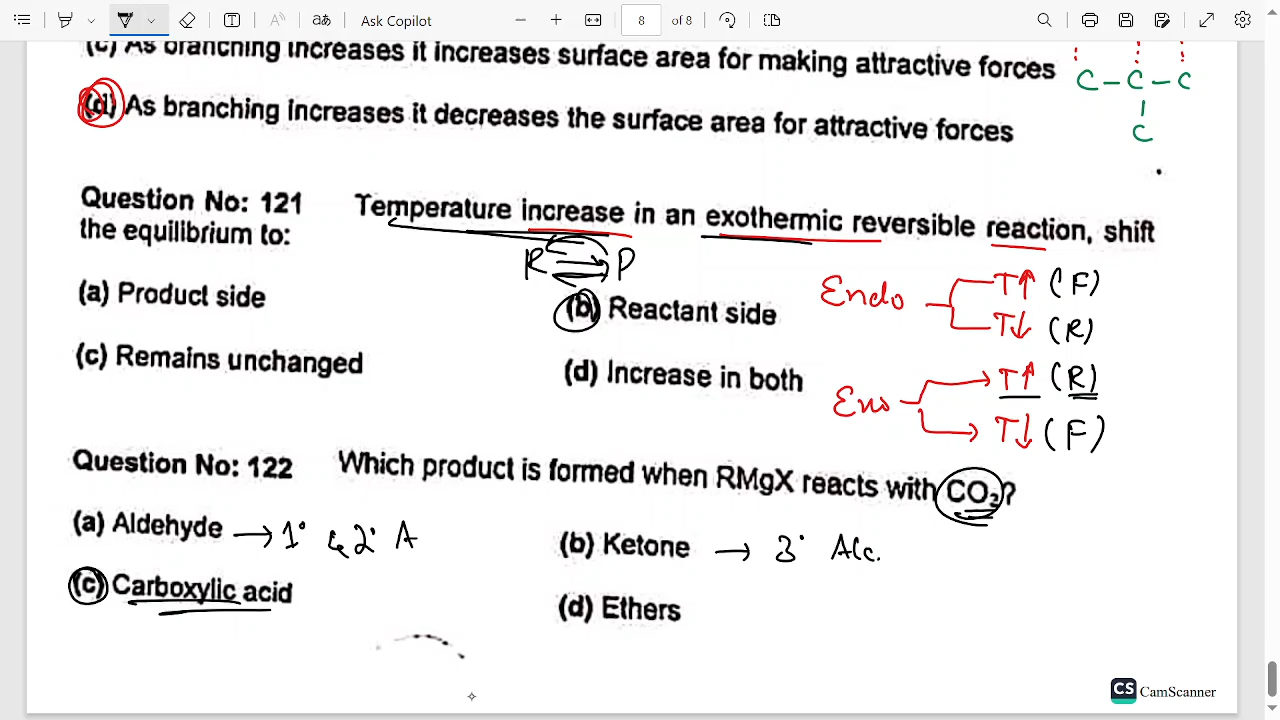 Ask Copilot
8 of 8
(c) As branching increases it increases surface area for making attractive forces
C - C - C
C
(d) As branching increases it decreases the surface area for attractive forces
Question No: 121 Temperature increase in an exothermic reversible reaction, shift
the equilibrium to:
R P
(a) Product side
(b) Reactant side
(c) Remains unchanged
(d) Increase in both
Endo
T↑ (F)
T↓ (R)
Exo
T↑ (R)
T↓ (F)
Question No: 122 Which product is formed when RMgX reacts with CO₂?
(a) Aldehyde → 1° & 2° A
(b) Ketone → 3° Alc.
(c) Carboxylic acid
(d) Ethers
CS CamScanner